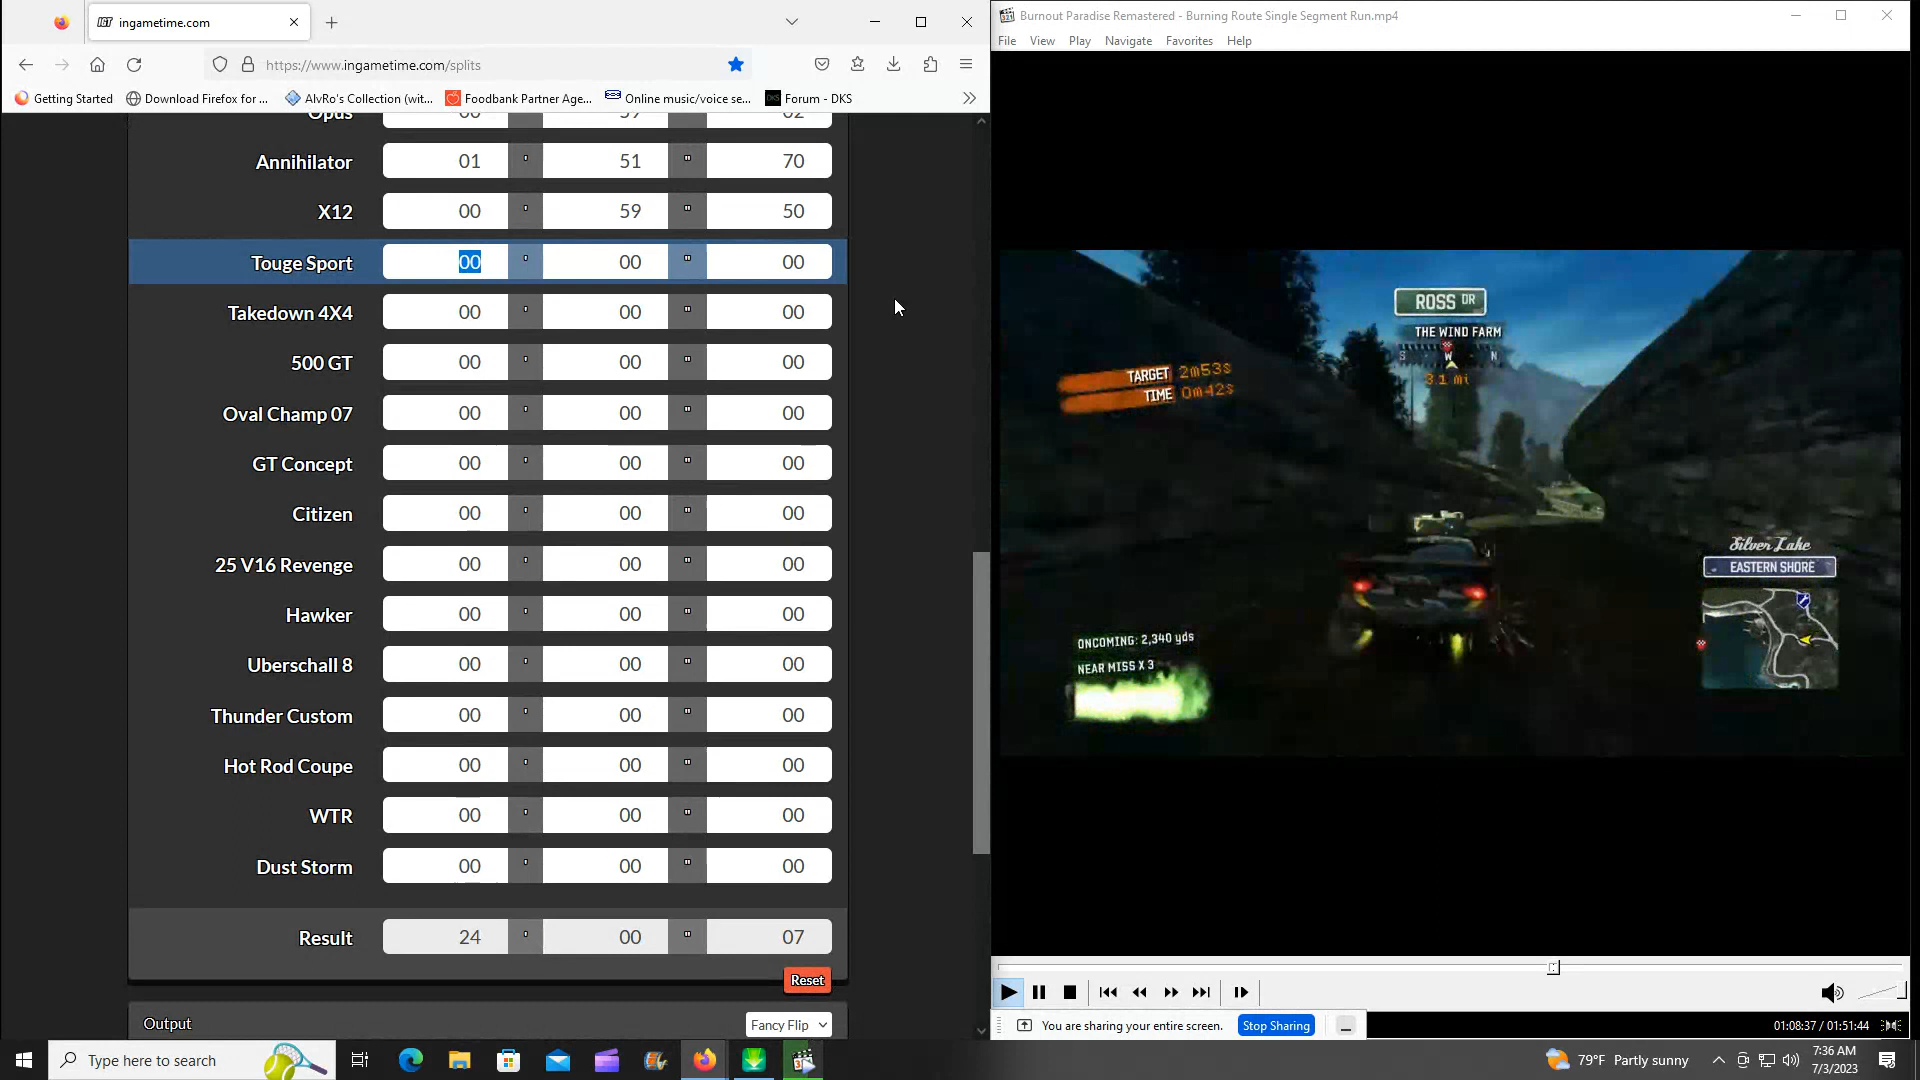 ingametime.com
https://www.ingametime.com/splits
Getting Started
Download Firefox for ...
AlvRo's Collection (wit...
Foodbank Partner Age...
Online music/voice se...
DKS
Forum - DKS
Opus 00 59 02
Annihilator 01 ' 51 " 70
X12 00 ' 59 " 50
Touge Sport 00 ' 00 " 00
Takedown 4X4 00 ' 00 " 00
500 GT 00 ' 00 " 00
Oval Champ 07 00 ' 00 " 00
GT Concept 00 ' 00 " 00
Citizen 00 ' 00 " 00
25 V16 Revenge 00 ' 00 " 00
Hawker 00 ' 00 " 00
Uberschall 8 00 ' 00 " 00
Thunder Custom 00 ' 00 " 00
Hot Rod Coupe 00 ' 00 " 00
WTR 00 ' 00 " 00
Dust Storm 00 ' 00 " 00
Result 24 ' 00 " 07
Reset
Output
Fancy Flip
Burnout Paradise Remastered - Burning Route Single Segment Run.mp4
File View Play Navigate Favorites Help
ROSS DR
THE WIND FARM
S W N
3.1 mi
TARGET 2m53s
TIME 0m42s
Silver Lake
EASTERN SHORE
ONCOMING: 2,340 yds
NEAR MISS X 3
You are sharing your entire screen.
Stop Sharing
01:08:37 / 01:51:44
Type here to search
79°F Partly sunny
7:36 AM
7/3/2023